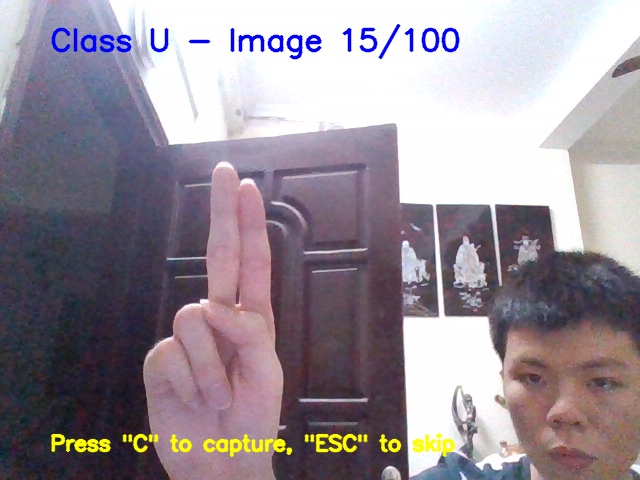 Class U - Image 15/100
Press "C" to capture, "ESC" to skip